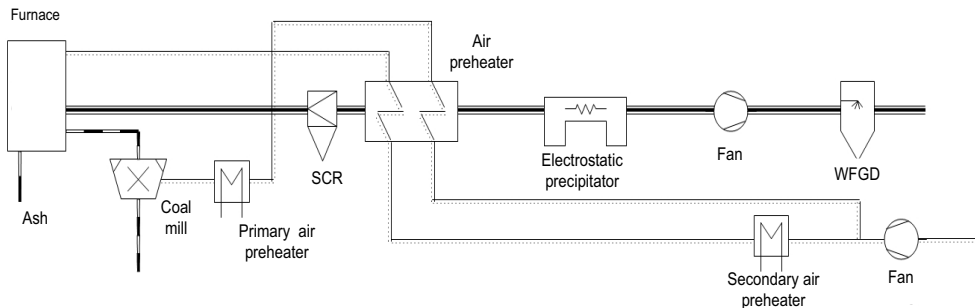 Furnace
Air
preheater
SCR
Electrostatic
precipitator
Fan
WFGD
Ash
Coal
mill
Primary air
preheater
Secondary air
preheater
Fan